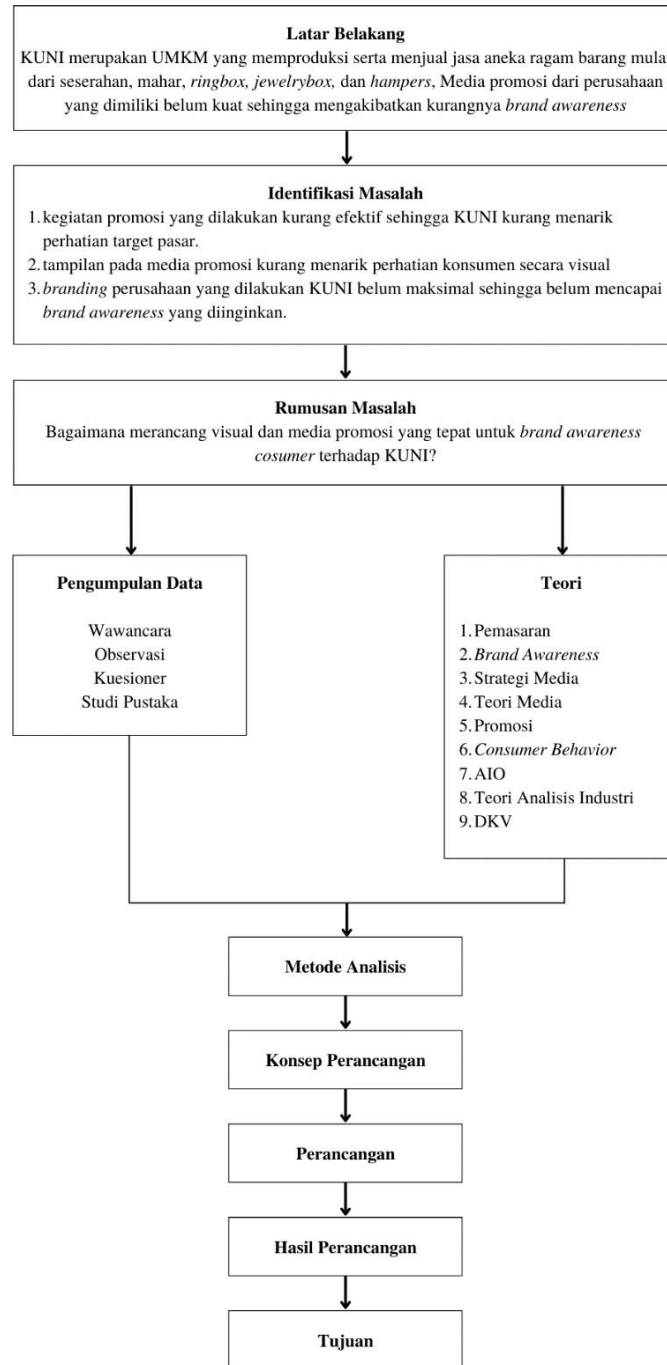 Latar Belakang
KUNI merupakan UMKM yang memproduksi serta menjual jasa aneka ragam barang mulai
dari seserahan, mahar, ringbox, jewelrybox, dan hampers, Media promosi dari perusahaan
yang dimiliki belum kuat sehingga mengakibatkan kurangnya brand awareness
Identifikasi Masalah
1. kegiatan promosi yang dilakukan kurang efektif sehingga KUNI kurang menarik
perhatian target pasar.
2. tampilan pada media promosi kurang menarik perhatian konsumen secara visual
3. branding perusahaan yang dilakukan KUNI belum maksimal sehingga belum mencapai
brand awareness yang diinginkan.
Rumusan Masalah
Bagaimana merancang visual dan media promosi yang tepat untuk brand awareness
cosumer terhadap KUNI?
Pengumpulan Data
Wawancara
Observasi
Kuesioner
Studi Pustaka
Teori
1. Pemasaran
2. Brand Awareness
3. Strategi Media
4. Teori Media
5. Promosi
6. Consumer Behavior
7. AIO
8. Teori Analisis Industri
9. DKV
Metode Analisis
Konsep Perancangan
Perancangan
Hasil Perancangan
Tujuan